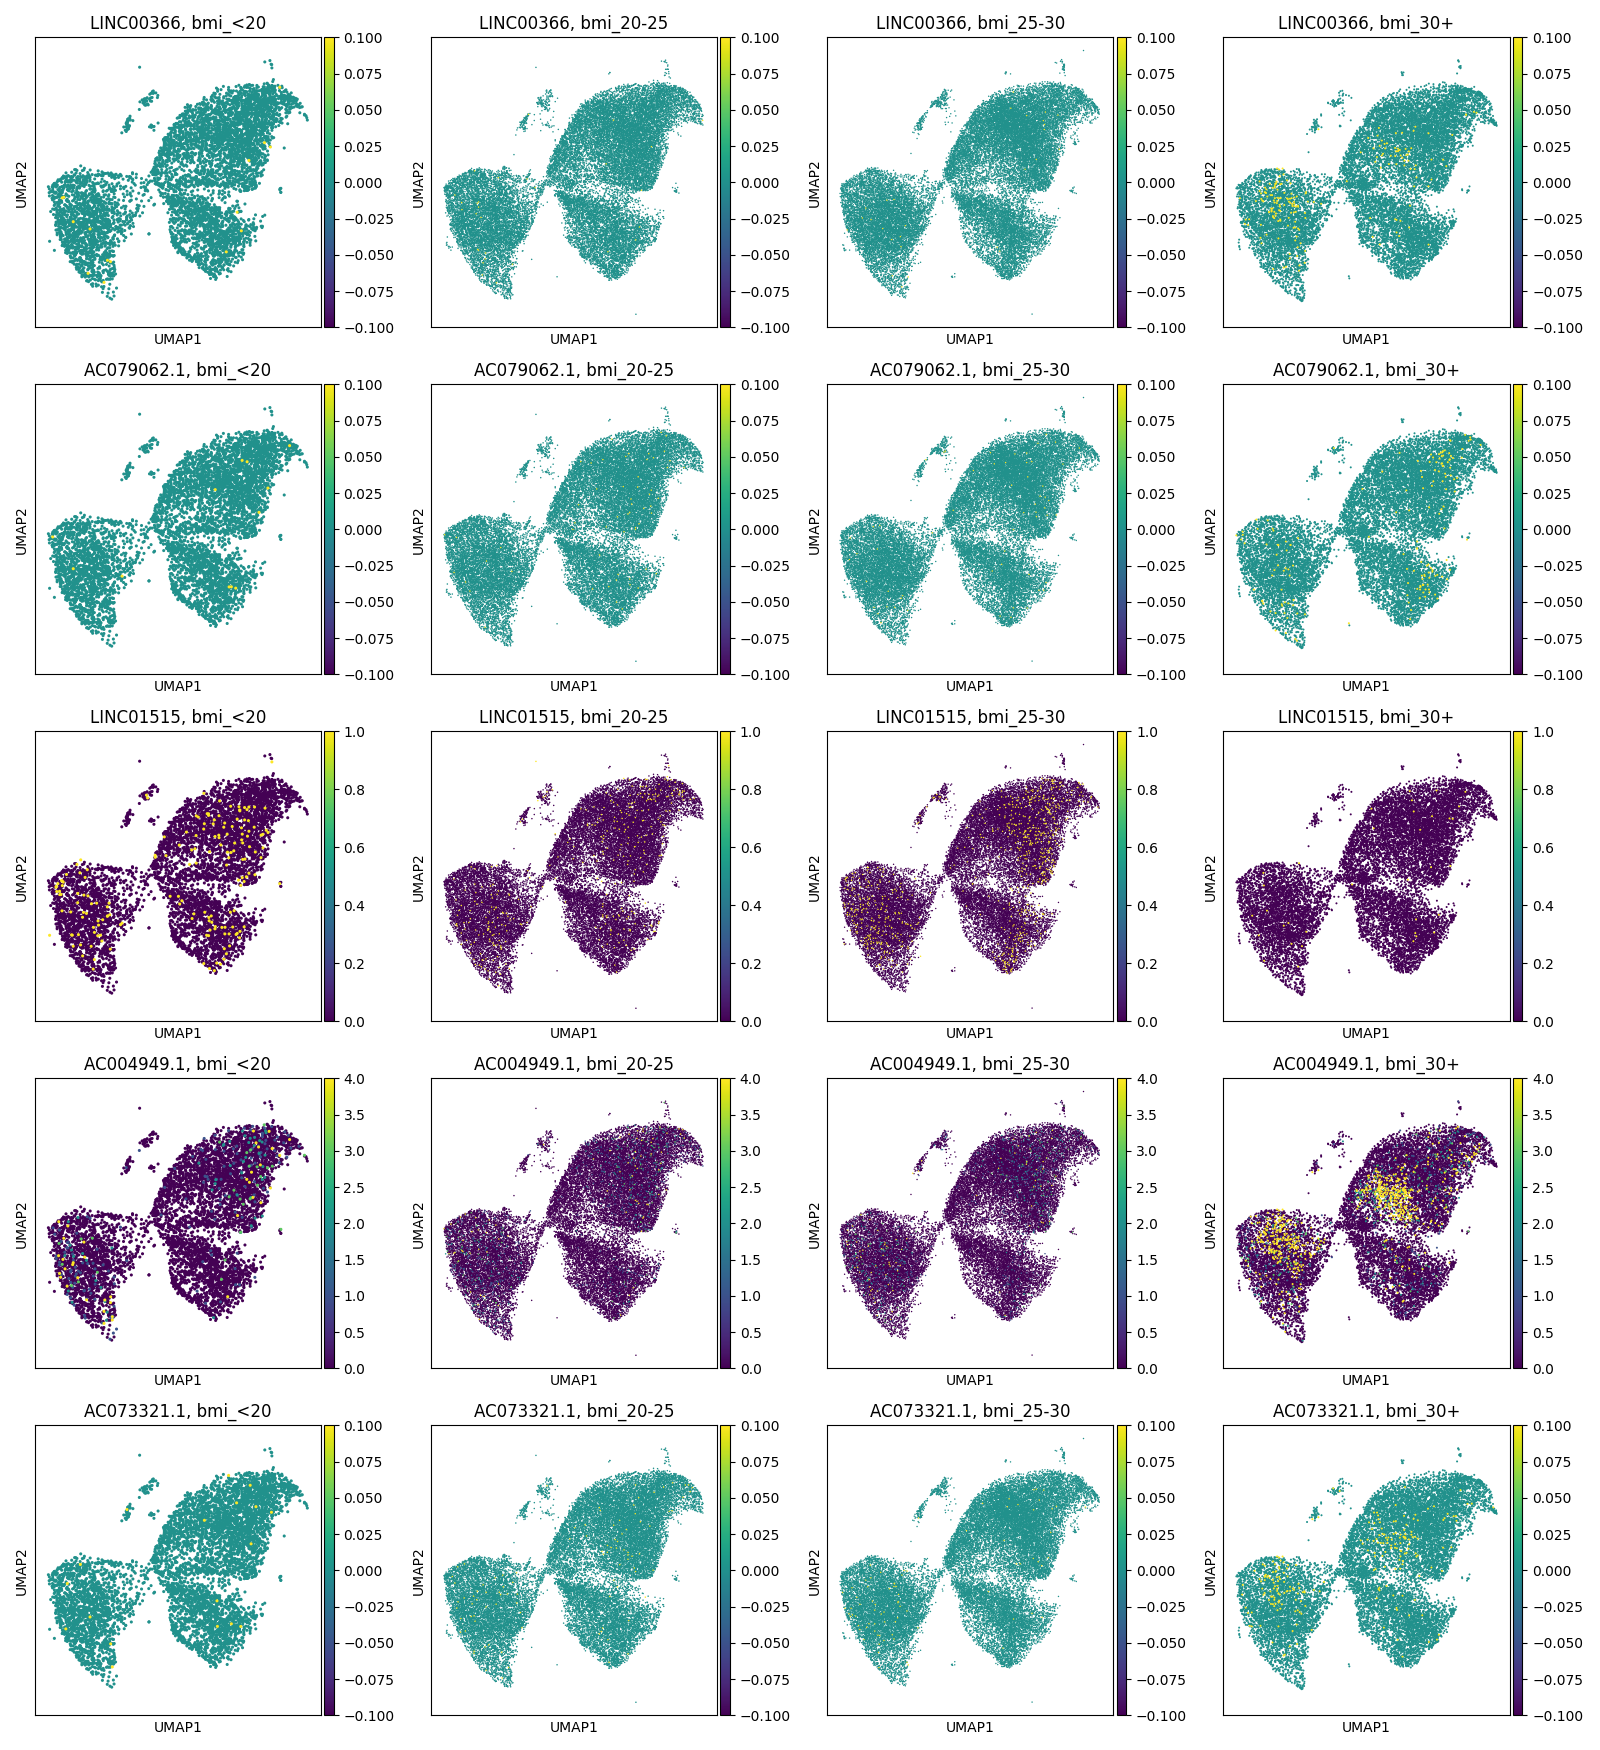 LINC00366, bmi_<20
LINC00366, bmi_20-25
LINC00366, bmi_25-30
LINC00366, bmi_30+
UMAP2
UMAP1
0.100
0.075
0.050
0.025
0.000
−0.025
−0.050
−0.075
−0.100
UMAP2
UMAP1
0.100
0.075
0.050
0.025
0.000
−0.025
−0.050
−0.075
−0.100
UMAP2
UMAP1
0.100
0.075
0.050
0.025
0.000
−0.025
−0.050
−0.075
−0.100
UMAP2
UMAP1
0.100
0.075
0.050
0.025
0.000
−0.025
−0.050
−0.075
−0.100
AC079062.1, bmi_<20
AC079062.1, bmi_20-25
AC079062.1, bmi_25-30
AC079062.1, bmi_30+
UMAP2
UMAP1
0.100
0.075
0.050
0.025
0.000
−0.025
−0.050
−0.075
−0.100
UMAP2
UMAP1
0.100
0.075
0.050
0.025
0.000
−0.025
−0.050
−0.075
−0.100
UMAP2
UMAP1
0.100
0.075
0.050
0.025
0.000
−0.025
−0.050
−0.075
−0.100
UMAP2
UMAP1
0.100
0.075
0.050
0.025
0.000
−0.025
−0.050
−0.075
−0.100
LINC01515, bmi_<20
LINC01515, bmi_20-25
LINC01515, bmi_25-30
LINC01515, bmi_30+
UMAP2
UMAP1
1.0
0.8
0.6
0.4
0.2
0.0
UMAP2
UMAP1
1.0
0.8
0.6
0.4
0.2
0.0
UMAP2
UMAP1
1.0
0.8
0.6
0.4
0.2
0.0
UMAP2
UMAP1
1.0
0.8
0.6
0.4
0.2
0.0
AC004949.1, bmi_<20
AC004949.1, bmi_20-25
AC004949.1, bmi_25-30
AC004949.1, bmi_30+
UMAP2
UMAP1
4.0
3.5
3.0
2.5
2.0
1.5
1.0
0.5
0.0
UMAP2
UMAP1
4.0
3.5
3.0
2.5
2.0
1.5
1.0
0.5
0.0
UMAP2
UMAP1
4.0
3.5
3.0
2.5
2.0
1.5
1.0
0.5
0.0
UMAP2
UMAP1
4.0
3.5
3.0
2.5
2.0
1.5
1.0
0.5
0.0
AC073321.1, bmi_<20
AC073321.1, bmi_20-25
AC073321.1, bmi_25-30
AC073321.1, bmi_30+
UMAP2
UMAP1
0.100
0.075
0.050
0.025
0.000
−0.025
−0.050
−0.075
−0.100
UMAP2
UMAP1
0.100
0.075
0.050
0.025
0.000
−0.025
−0.050
−0.075
−0.100
UMAP2
UMAP1
0.100
0.075
0.050
0.025
0.000
−0.025
−0.050
−0.075
−0.100
UMAP2
UMAP1
0.100
0.075
0.050
0.025
0.000
−0.025
−0.050
−0.075
−0.100